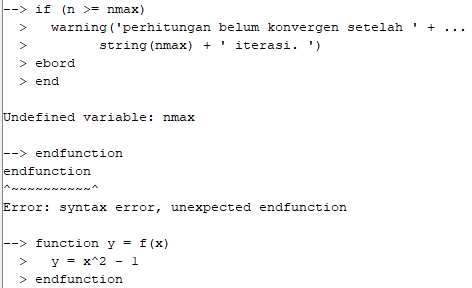 --> if (n >= nmax)
  >   warning('perhitungan belum konvergen setelah ' + ...
  >         string(nmax) + ' iterasi. ')
  > ebord
  > end
Undefined variable: nmax
--> endfunction
endfunction
^~~~~~~~~~~^
Error: syntax error, unexpected endfunction
--> function y = f(x)
  >   y = x^2 - 1
  > endfunction